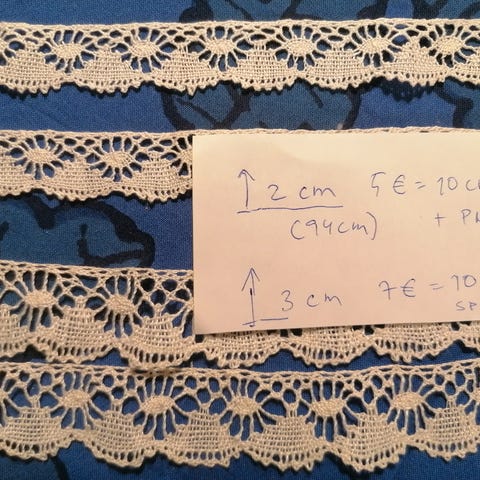 ↑ 2 cm 5 € = 10 c
(94cm) +
↑ 3 cm 7 € = 10